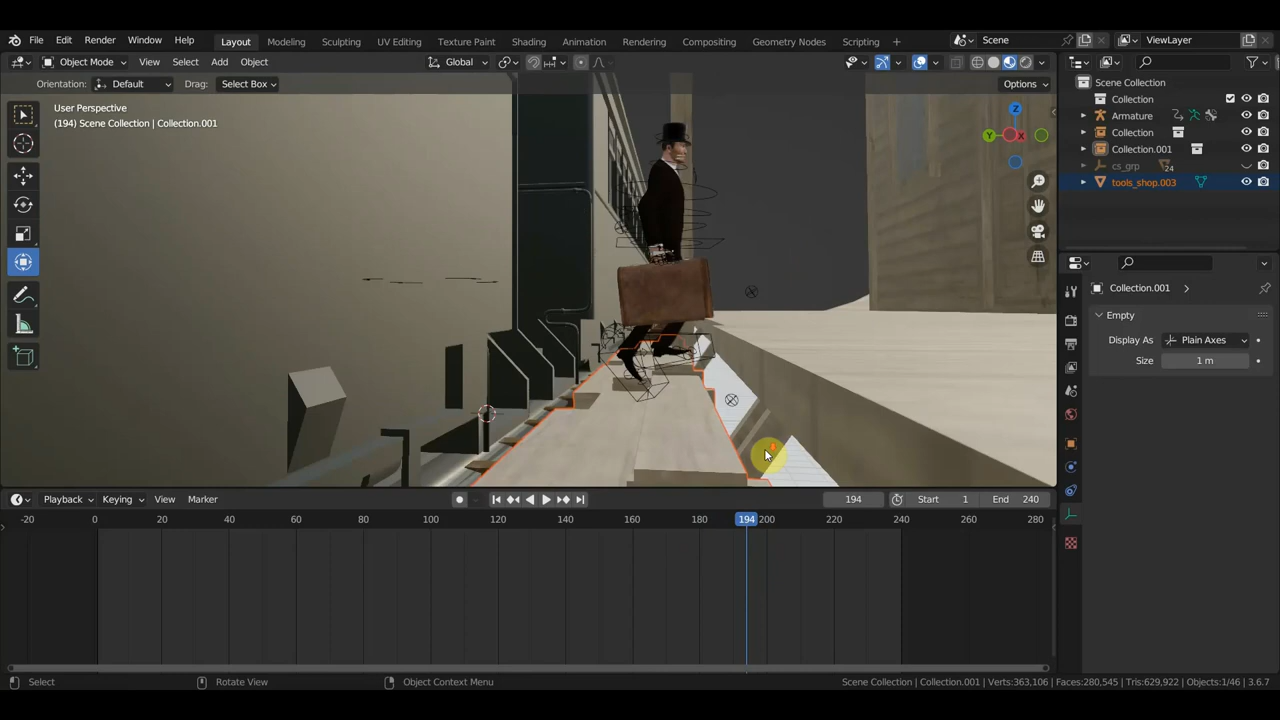 File Edit Render Window Help Layout Modeling Sculpting UV Editing Texture Paint Shading Animation Rendering Compositing Geometry Nodes Scripting + Scene ViewLayer
Object Mode View Select Add Object Global
Orientation: Default Drag: Select Box Options
User Perspective
(194) Scene Collection | Collection.001
Z
Y
X
Scene Collection
Collection
Armature
Collection
Collection.001
cs_grp 24
tools_shop.003
Collection.001
Empty
Display As Plain Axes
Size 1 m
Playback Keying View Marker 194 Start 1 End 240
-20 0 20 40 60 80 100 120 140 160 180 194 200 220 240 260 280
Select Rotate View Object Context Menu Scene Collection | Collection.001 | Verts:363,106 | Faces:280,545 | Tris:629,922 | Objects:1/46 | 3.6.7